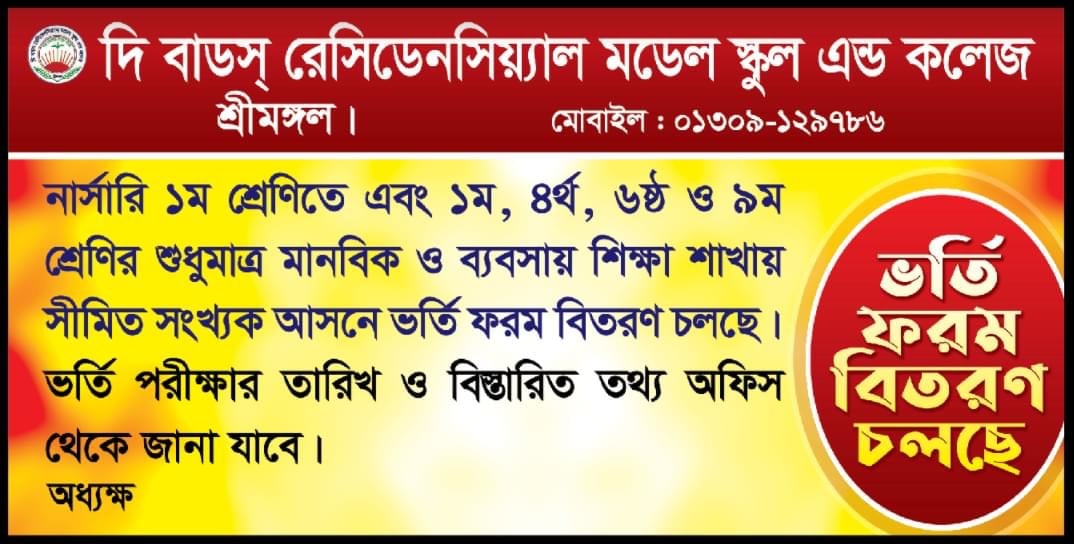 দি বাডস্ রেসিডেনসিয়্যাল মডেল স্কুল এন্ড কলেজ
শ্রীমঙ্গল।
মোবাইল : ০১৩০৯-১২৯৭৮৬
নার্সারি ১ম শ্রেণিতে এবং ১ম, ৪র্থ, ৬ষ্ঠ ও ৯ম
শ্রেণির শুধুমাত্র মানবিক ও ব্যবসায় শিক্ষা শাখায়
সীমিত সংখ্যক আসনে ভর্তি ফরম বিতরণ চলছে।
ভর্তি পরীক্ষার তারিখ ও বিস্তারিত তথ্য অফিস
থেকে জানা যাবে।
অধ্যক্ষ
ভর্তি
ফরম
বিতরণ
চলছে